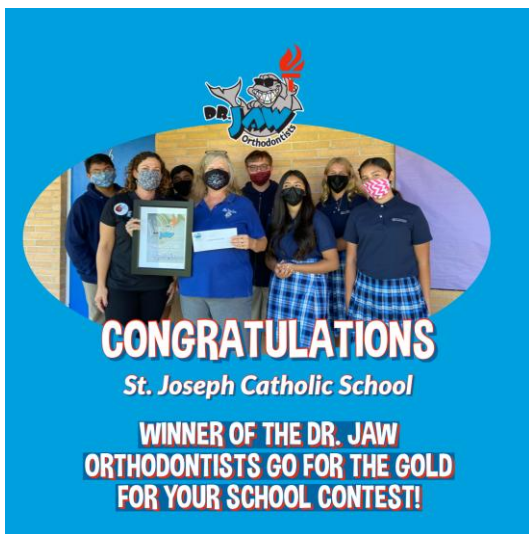 DR. JAW
Orthodontists
CONGRATULATIONS
St. Joseph Catholic School
WINNER OF THE DR. JAW
ORTHODONTISTS GO FOR THE GOLD
FOR YOUR SCHOOL CONTEST!